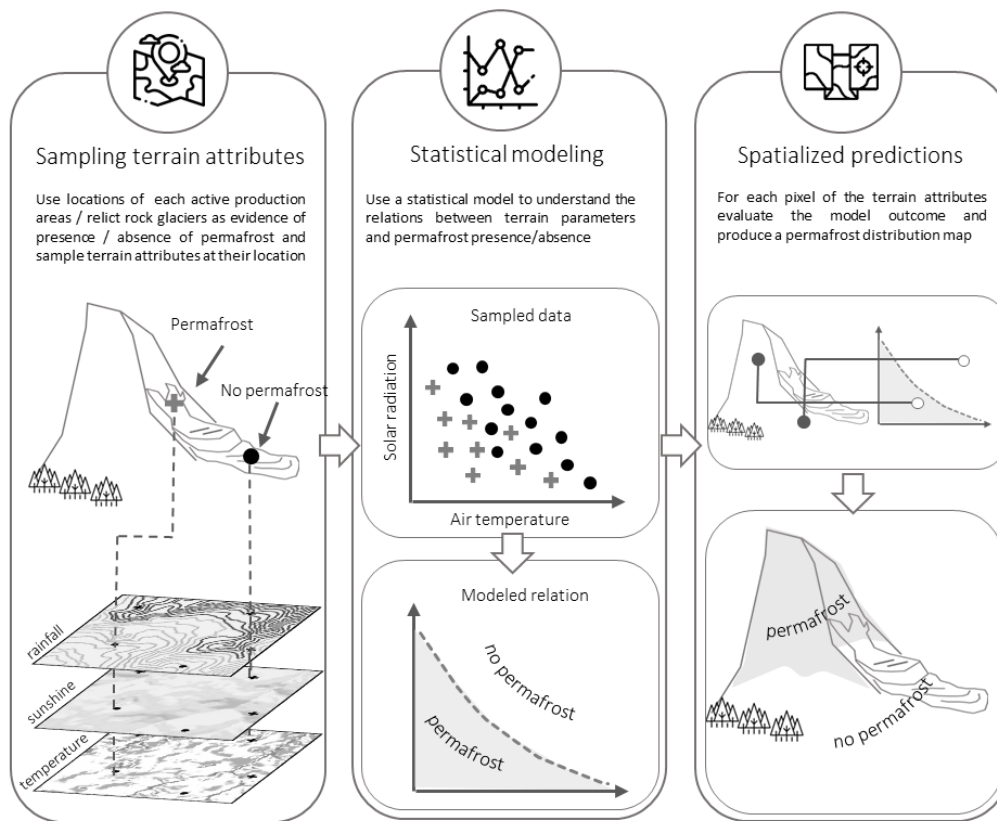 Sampling terrain attributes
Use locations of each active production
areas / relict rock glaciers as evidence of
presence / absence of permafrost and
sample terrain attributes at their location
Permafrost
No permafrost
rainfall
sunshine
temperature
Statistical modeling
Use a statistical model to understand the
relations between terrain parameters
and permafrost presence/absence
Sampled data
Solar radiation
Air temperature
Modeled relation
no permafrost
permafrost
Spatialized predictions
For each pixel of the terrain attributes
evaluate the model outcome and
produce a permafrost distribution map
permafrost
no permafrost